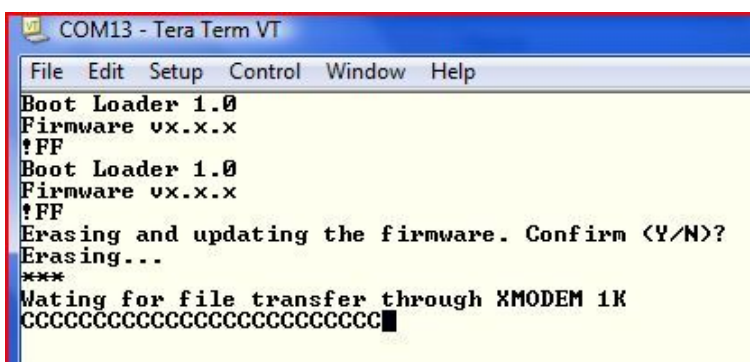 COM13 - Tera Term VT
File Edit Setup Control Window Help
Boot Loader 1.0
Firmware vx.x.x
!FF
Boot Loader 1.0
Firmware vx.x.x
!FF
Erasing and updating the firmware. Confirm (Y/N)?
Erasing...
***
Wating for file transfer through XMODEM 1K
CCCCCCCCCCCCCCCCCCCCCCCCC